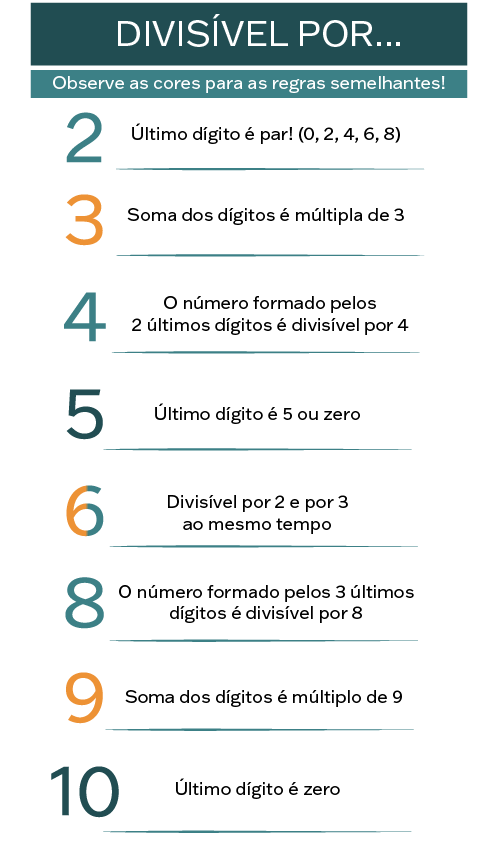 DIVISÍVEL POR...
Observe as cores para as regras semelhantes!
2
Último dígito é par! (0, 2, 4, 6, 8)
3
Soma dos dígitos é múltipla de 3
4
O número formado pelos
2 últimos dígitos é divisível por 4
5
Último dígito é 5 ou zero
6
Divisível por 2 e por 3
ao mesmo tempo
8
O número formado pelos 3 últimos
dígitos é divisível por 8
9
Soma dos dígitos é múltiplo de 9
10
Último dígito é zero